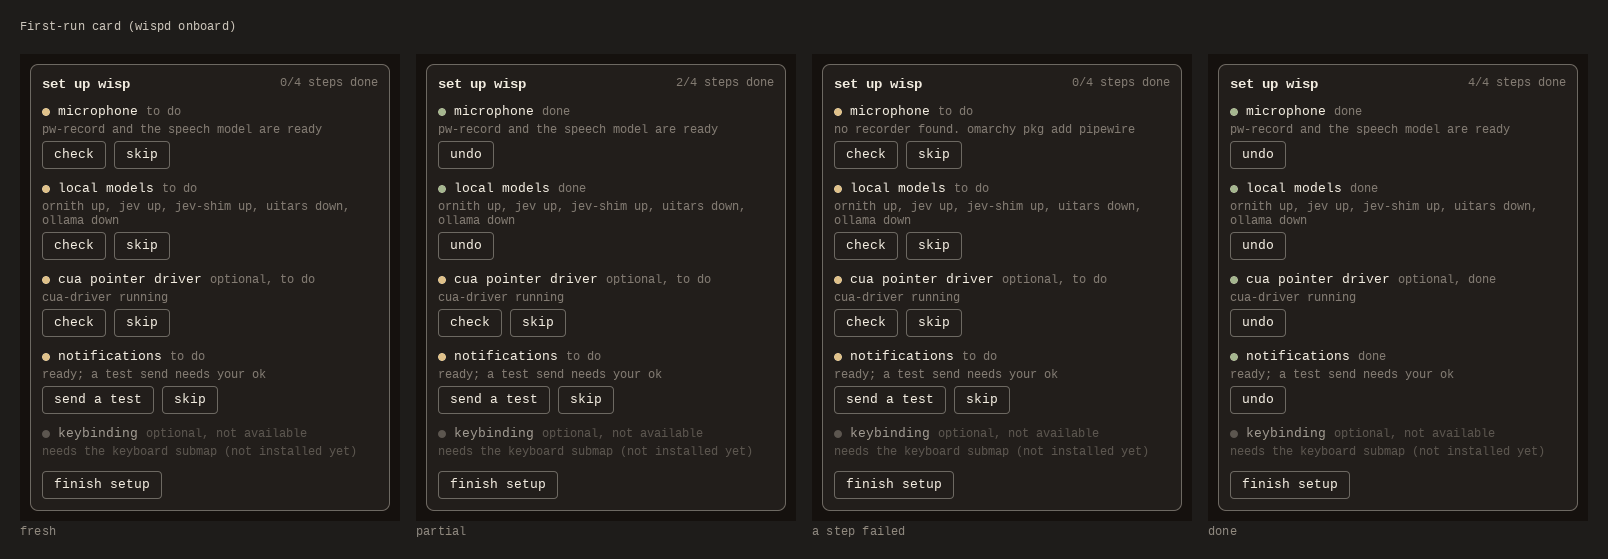 First-run card (wispd onboard)
set up wisp 0/4 steps done
microphone to do
pw-record and the speech model are ready
check skip
local models to do
ornith up, jev up, jev-shim up, uitars down,
ollama down
check skip
cua pointer driver optional, to do
cua-driver running
check skip
notifications to do
ready; a test send needs your ok
send a test skip
keybinding optional, not available
needs the keyboard submap (not installed yet)
finish setup
fresh
set up wisp 2/4 steps done
microphone done
pw-record and the speech model are ready
undo
local models done
ornith up, jev up, jev-shim up, uitars down,
ollama down
undo
cua pointer driver optional, to do
cua-driver running
check skip
notifications to do
ready; a test send needs your ok
send a test skip
keybinding optional, not available
needs the keyboard submap (not installed yet)
finish setup
partial
set up wisp 0/4 steps done
microphone to do
no recorder found. omarchy pkg add pipewire
check skip
local models to do
ornith up, jev up, jev-shim up, uitars down,
ollama down
check skip
cua pointer driver optional, to do
cua-driver running
check skip
notifications to do
ready; a test send needs your ok
send a test skip
keybinding optional, not available
needs the keyboard submap (not installed yet)
finish setup
a step failed
set up wisp 4/4 steps done
microphone done
pw-record and the speech model are ready
undo
local models done
ornith up, jev up, jev-shim up, uitars down,
ollama down
undo
cua pointer driver optional, done
cua-driver running
undo
notifications done
ready; a test send needs your ok
undo
keybinding optional, not available
needs the keyboard submap (not installed yet)
finish setup
done